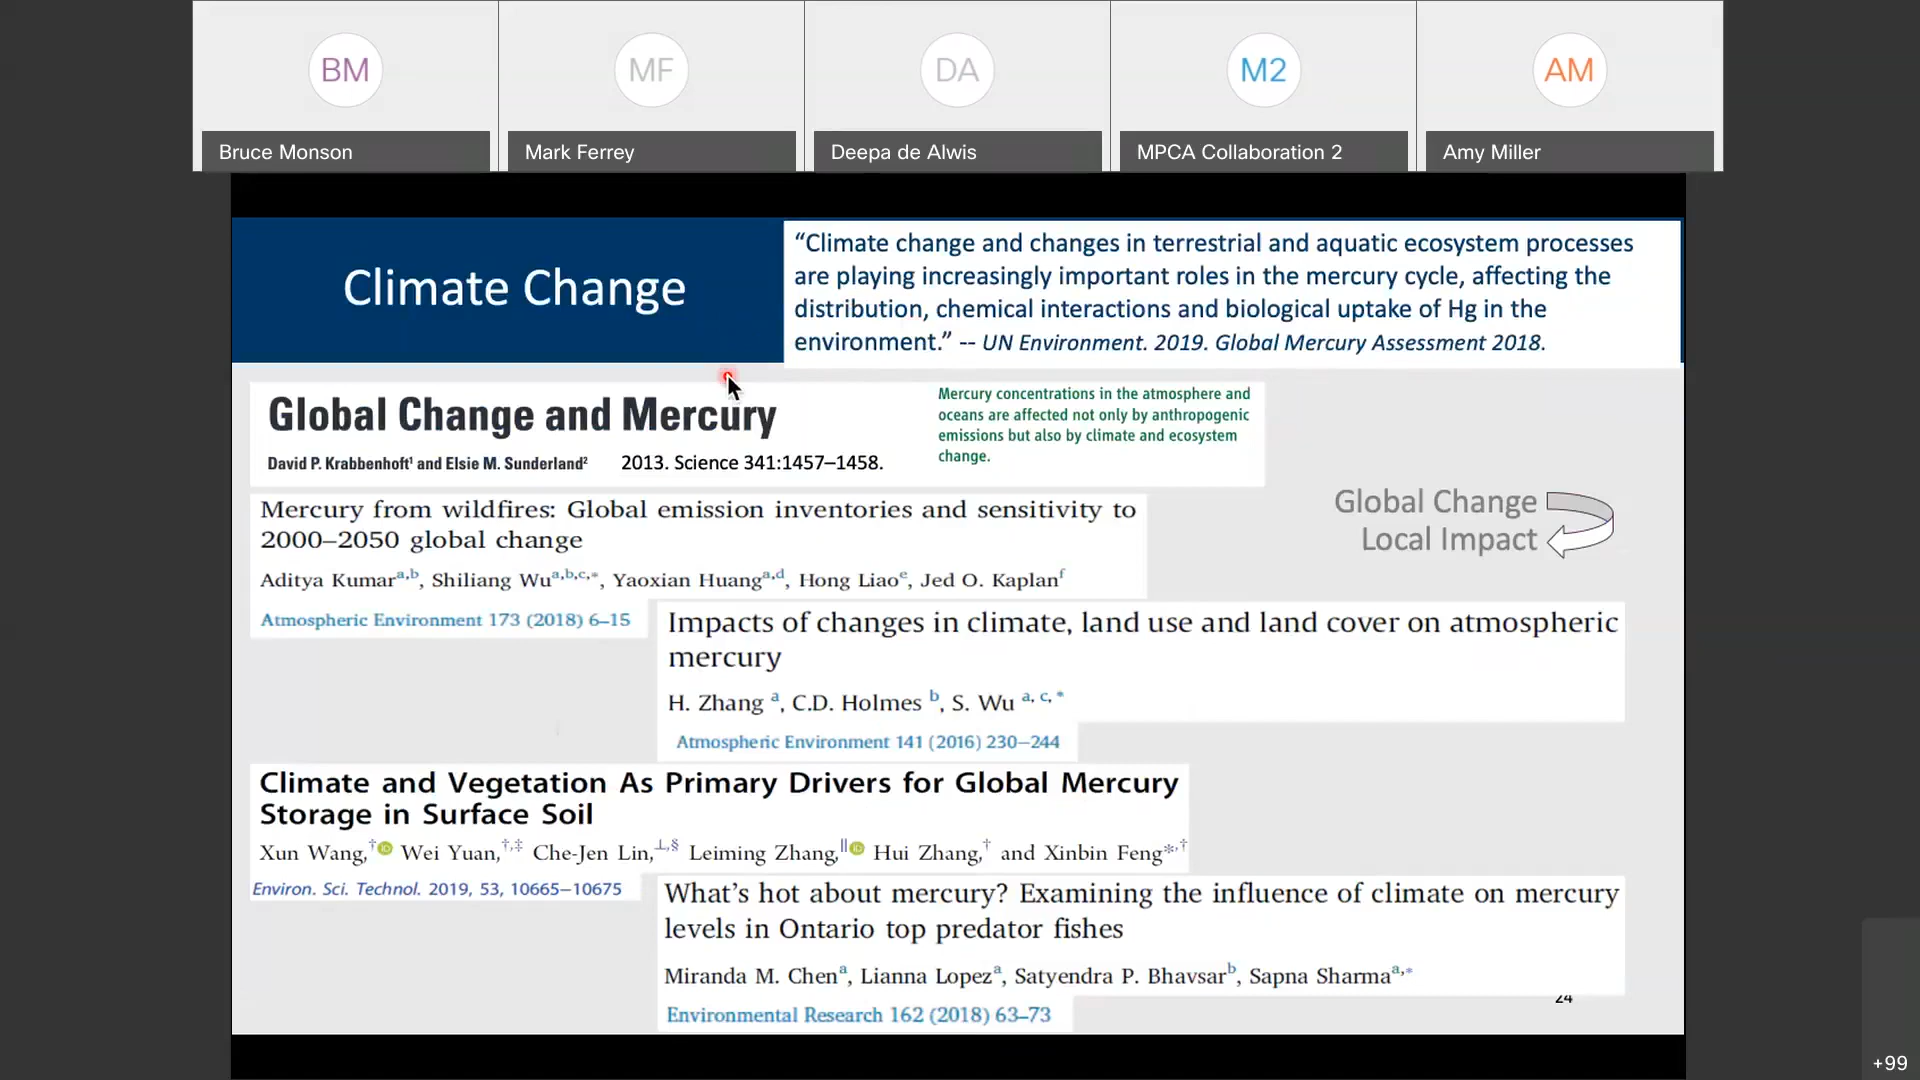 BM
MF
DA
M2
AM
Bruce Monson
Mark Ferrey
Deepa de Alwis
MPCA Collaboration 2
Amy Miller
Climate Change
“Climate change and changes in terrestrial and aquatic ecosystem processes
are playing increasingly important roles in the mercury cycle, affecting the
distribution, chemical interactions and biological uptake of Hg in the
environment.” -- UN Environment. 2019. Global Mercury Assessment 2018.
Global Change and Mercury
David P. Krabbenhoft¹ and Elsie M. Sunderland² 2013. Science 341:1457–1458.
Mercury concentrations in the atmosphere and
oceans are affected not only by anthropogenic
emissions but also by climate and ecosystem
change.
Mercury from wildfires: Global emission inventories and sensitivity to
2000–2050 global change
Aditya Kumar a,b, Shiliang Wu a,b,c,*, Yaoxian Huang a,d, Hong Liao e, Jed O. Kaplan f
Atmospheric Environment 173 (2018) 6–15
Global Change
Local Impact
Impacts of changes in climate, land use and land cover on atmospheric
mercury
H. Zhang a, C.D. Holmes b, S. Wu a, c, *
Atmospheric Environment 141 (2016) 230–244
Climate and Vegetation As Primary Drivers for Global Mercury
Storage in Surface Soil
Xun Wang,† iD Wei Yuan,†,‡ Che-Jen Lin,⊥,§ Leiming Zhang,∥ iD Hui Zhang,† and Xinbin Feng*,†
Environ. Sci. Technol. 2019, 53, 10665–10675
What’s hot about mercury? Examining the influence of climate on mercury
levels in Ontario top predator fishes
Miranda M. Chen a, Lianna Lopez a, Satyendra P. Bhavsar b, Sapna Sharma a,*
Environmental Research 162 (2018) 63–73
24
+99